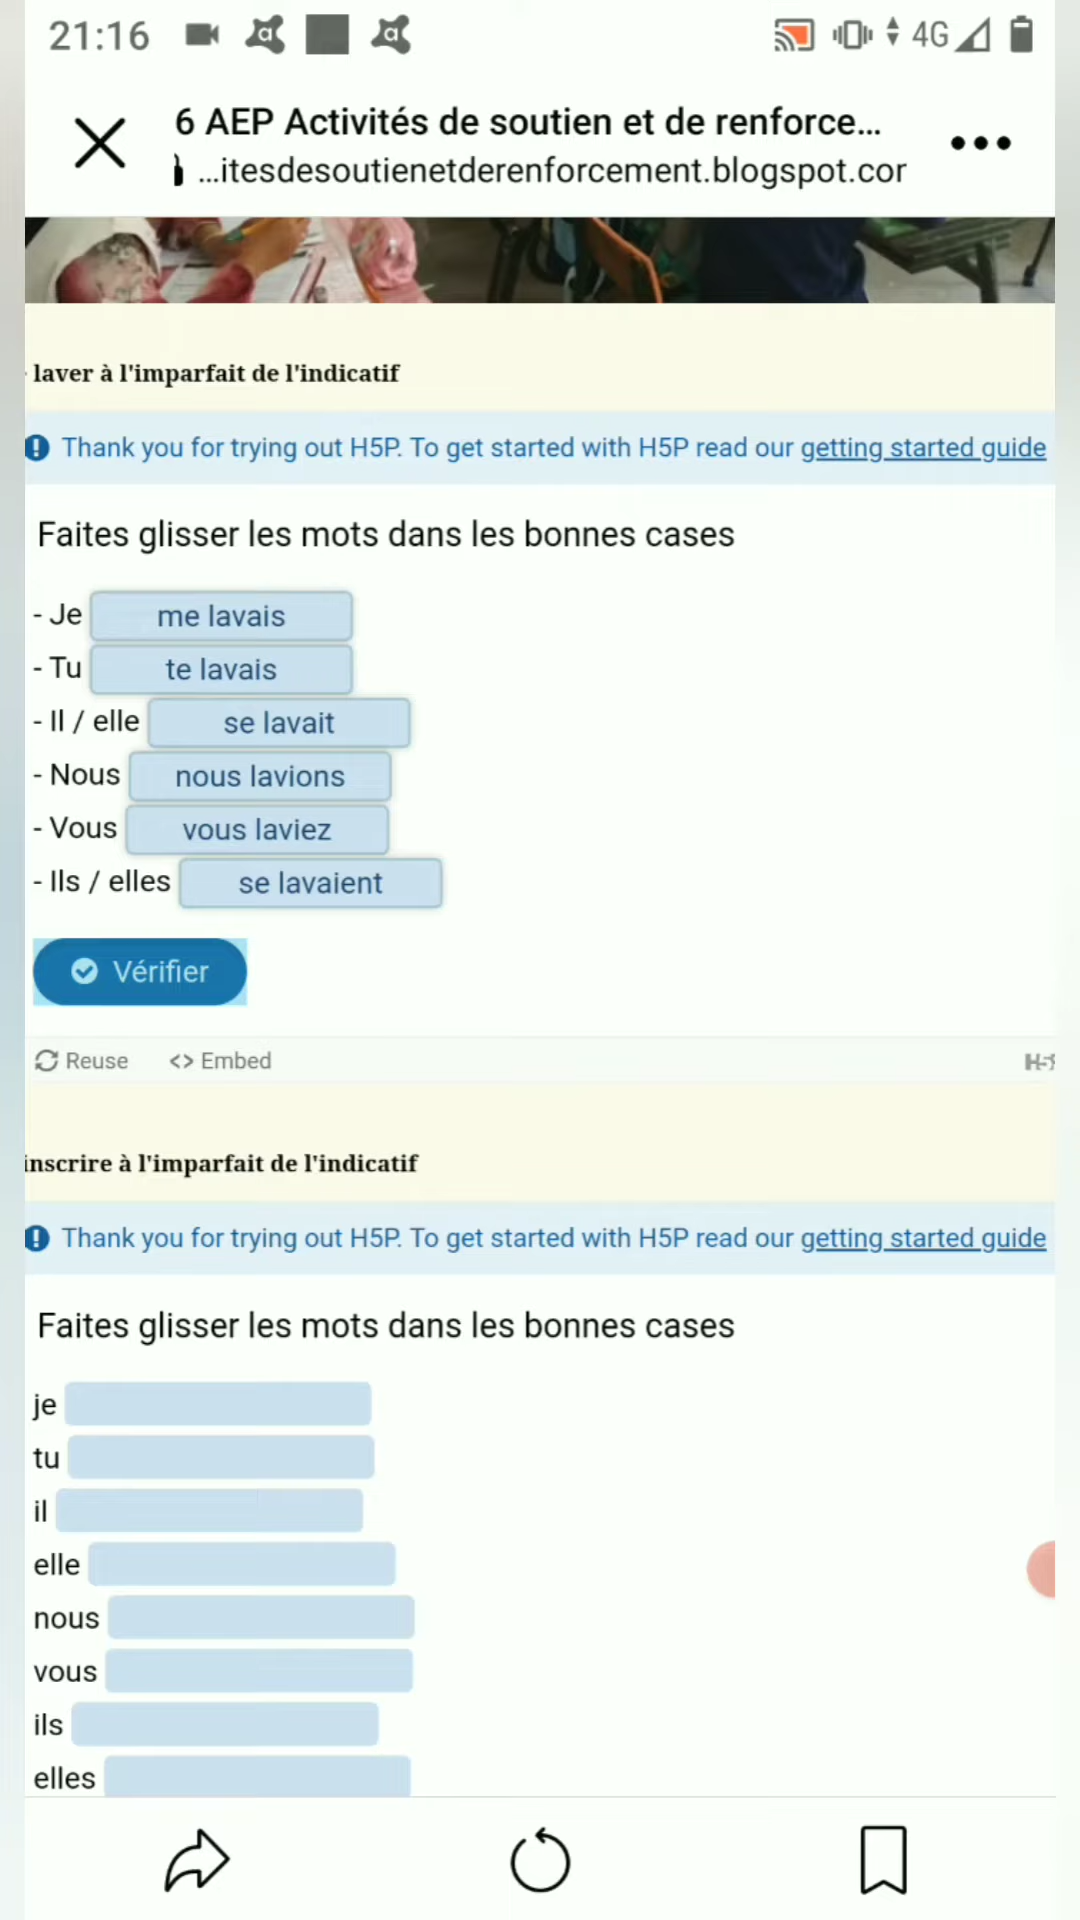 21:16 4G
6 AEP Activités de soutien et de renforce...
...itesdesoutienetderenforcement.blogspot.cor
laver à l'imparfait de l'indicatif
Thank you for trying out H5P. To get started with H5P read our getting started guide
Faites glisser les mots dans les bonnes cases
- Je me lavais
- Tu te lavais
- Il / elle se lavait
- Nous nous lavions
- Vous vous laviez
- Ils / elles se lavaient
Vérifier
Reuse <> Embed
inscrire à l'imparfait de l'indicatif
Thank you for trying out H5P. To get started with H5P read our getting started guide
Faites glisser les mots dans les bonnes cases
je
tu
il
elle
nous
vous
ils
elles